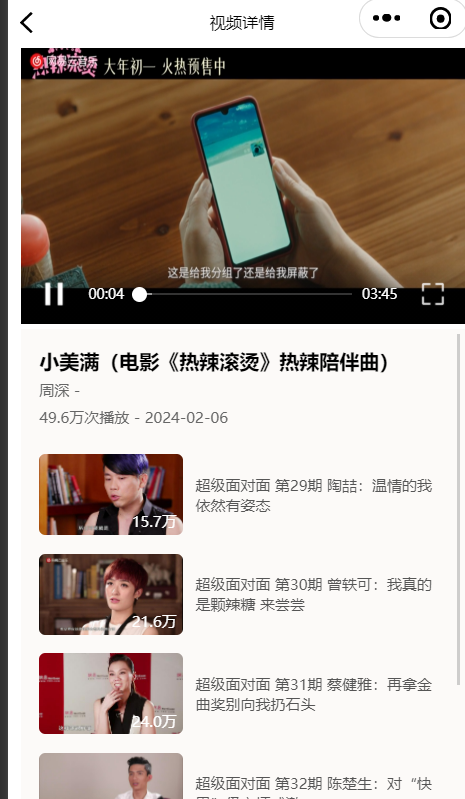 视频详情
热辣滚烫
网易云音乐
大年初一 火热预售中
这是给我分组了还是给我屏蔽了
00:04
03:45
小美满（电影《热辣滚烫》热辣陪伴曲）
周深 -
49.6万次播放 - 2024-02-06
15.7万
超级面对面 第29期 陶喆：温情的我
依然有姿态
21.6万
超级面对面 第30期 曾轶可：我真的
是颗辣糖 来尝尝
24.0万
超级面对面 第31期 蔡健雅：再拿金
曲奖别向我扔石头
超级面对面 第32期 陈楚生：对“快